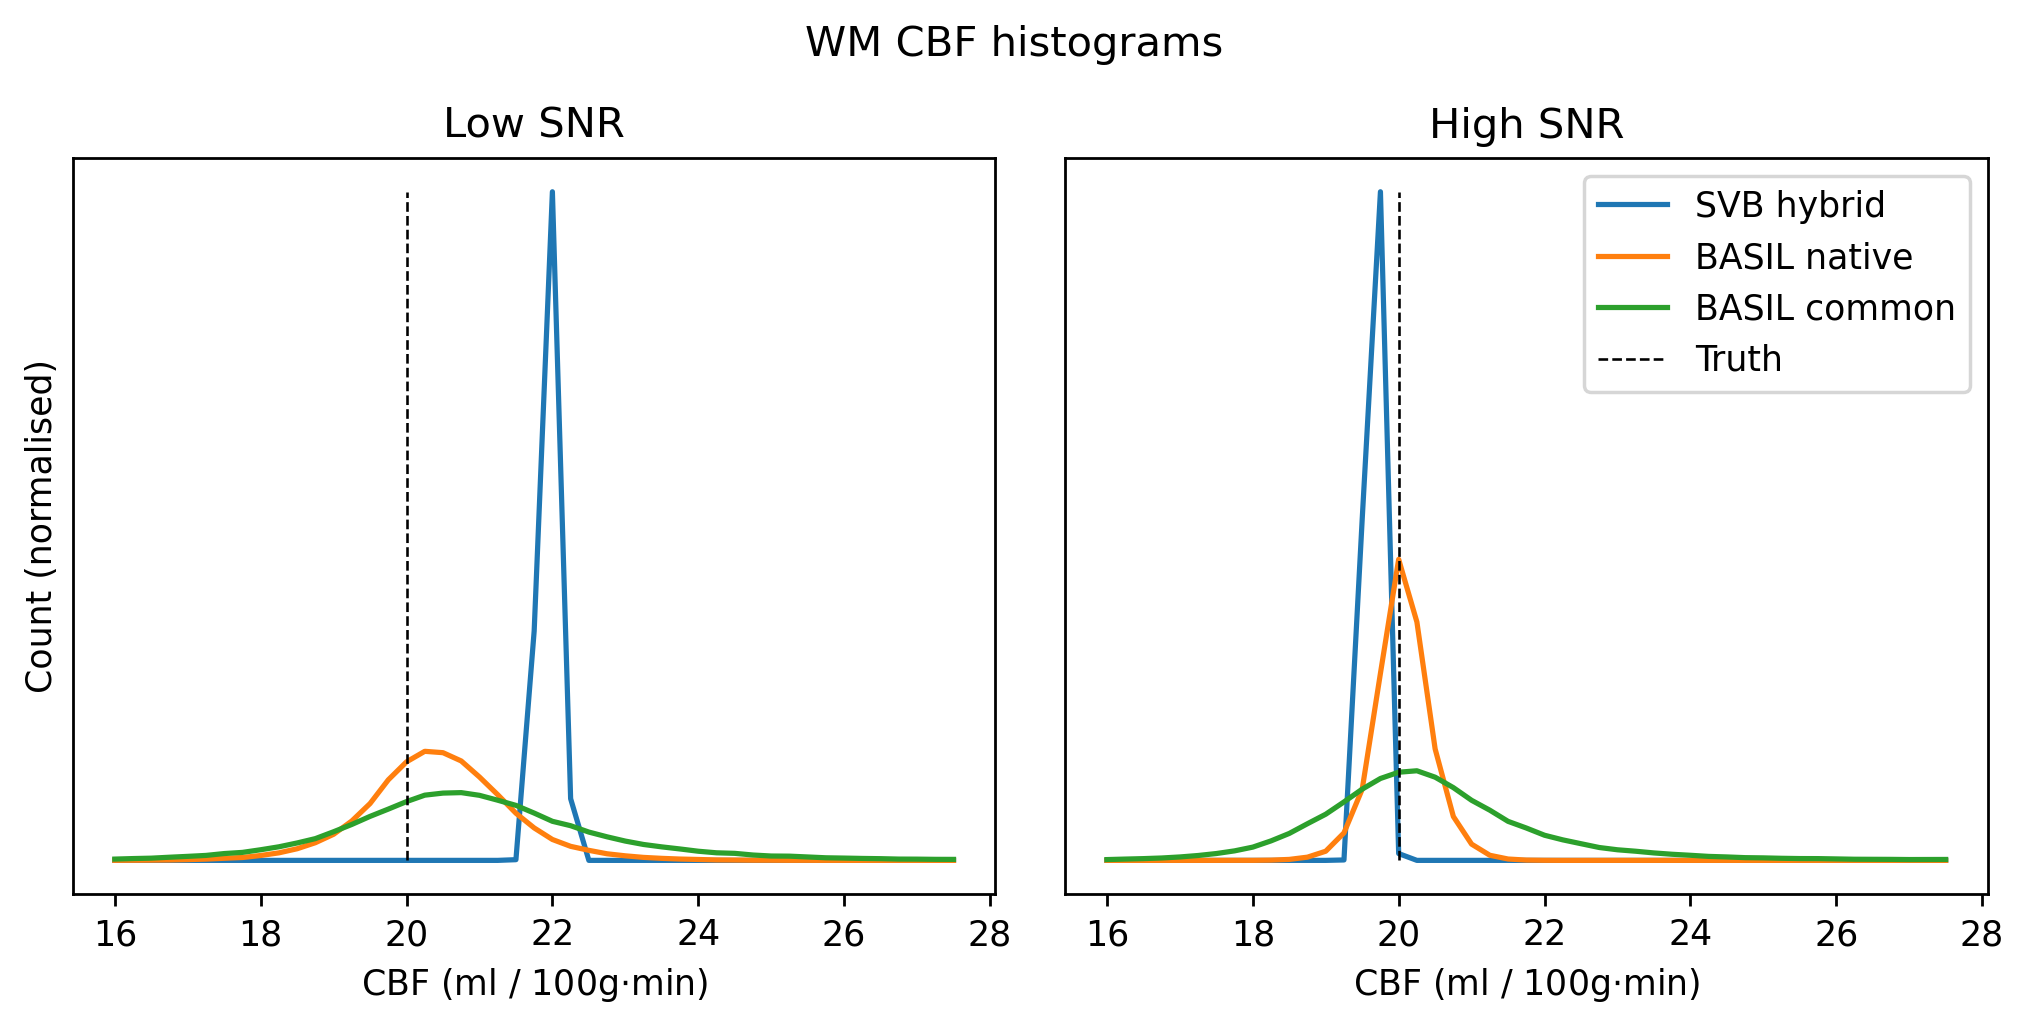 WM CBF histograms
Low SNR
High SNR
Count (normalised)
SVB hybrid
BASIL native
BASIL common
Truth
16 18 20 22 24 26 28
16 18 20 22 24 26 28
CBF (ml / 100g·min)
CBF (ml / 100g·min)